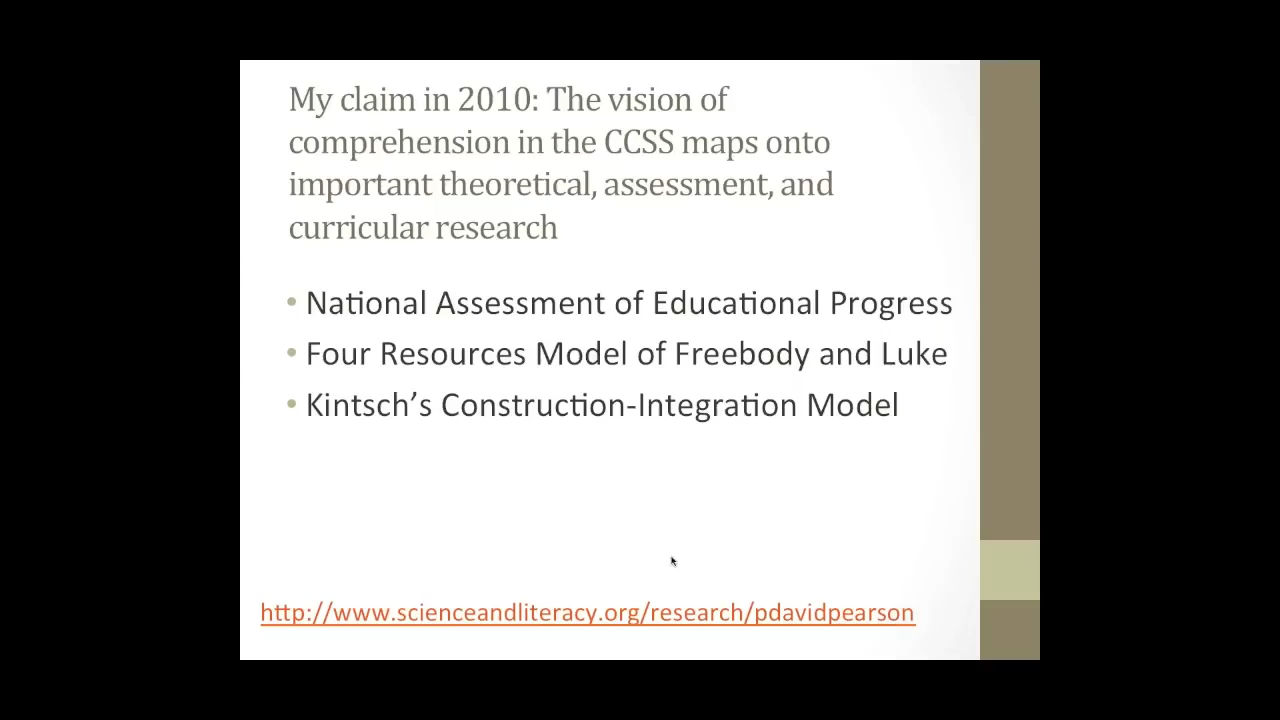 My claim in 2010: The vision of
comprehension in the CCSS maps onto
important theoretical, assessment, and
curricular research
• National Assessment of Educational Progress
• Four Resources Model of Freebody and Luke
• Kintsch’s Construction-Integration Model
http://www.scienceandliteracy.org/research/pdavidpearson